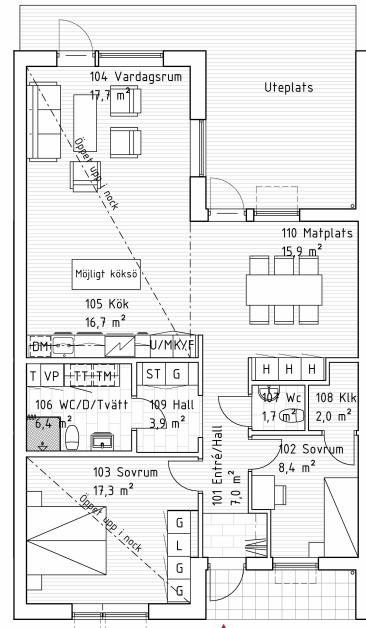 104 Vardagsrum
17,7 m²
Uteplats
Öppet upp i nock
110 Matplats
15,9 m²
Möjligt köksö
105 Kök
16,7 m²
DM
U/M
K/F
T
VP
TT
TM
ST
G
H
H
H
106 WC/D/Tvätt
6,4 m²
109 Hall
3,9 m²
107 Wc
1,7 m²
108 Klk
2,0 m²
101 Entré/Hall
7,0 m²
102 Sovrum
8,4 m²
103 Sovrum
17,3 m²
Öppet upp i nock
G
L
G
G